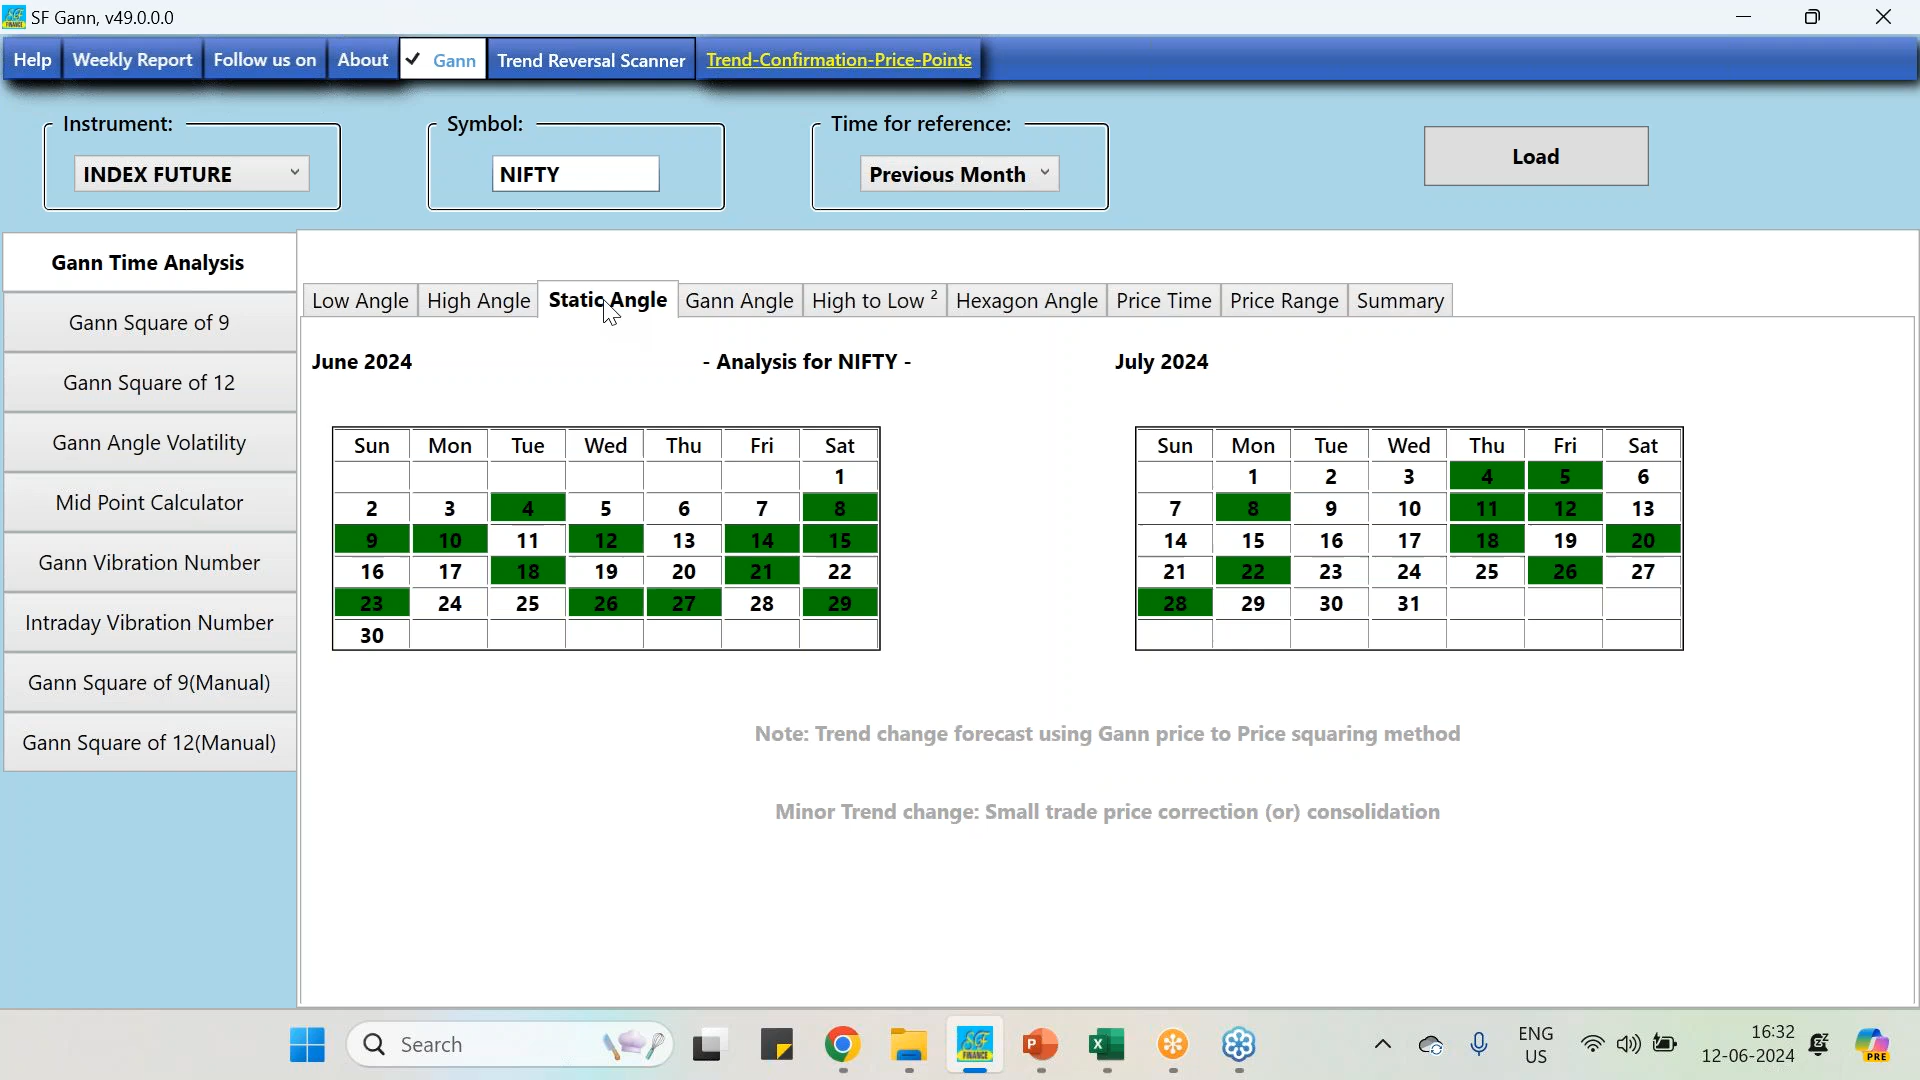 SF Gann, v49.0.0.0
Help Weekly Report Follow us on About ✓ Gann Trend Reversal Scanner Trend-Confirmation-Price-Points
Instrument: Symbol: Time for reference:
INDEX FUTURE NIFTY Previous Month Load
Gann Time Analysis
Gann Square of 9
Gann Square of 12
Gann Angle Volatility
Mid Point Calculator
Gann Vibration Number
Intraday Vibration Number
Gann Square of 9(Manual)
Gann Square of 12(Manual)
Low Angle High Angle Static Angle Gann Angle High to Low ² Hexagon Angle Price Time Price Range Summary
June 2024 - Analysis for NIFTY - July 2024
Sun Mon Tue Wed Thu Fri Sat
1
2 3 4 5 6 7 8
9 10 11 12 13 14 15
16 17 18 19 20 21 22
23 24 25 26 27 28 29
30
Sun Mon Tue Wed Thu Fri Sat
1 2 3 4 5 6
7 8 9 10 11 12 13
14 15 16 17 18 19 20
21 22 23 24 25 26 27
28 29 30 31
Note: Trend change forecast using Gann price to Price squaring method
Minor Trend change: Small trade price correction (or) consolidation
Search
SF
FINANCE
ENG
US
16:32
12-06-2024
PRE